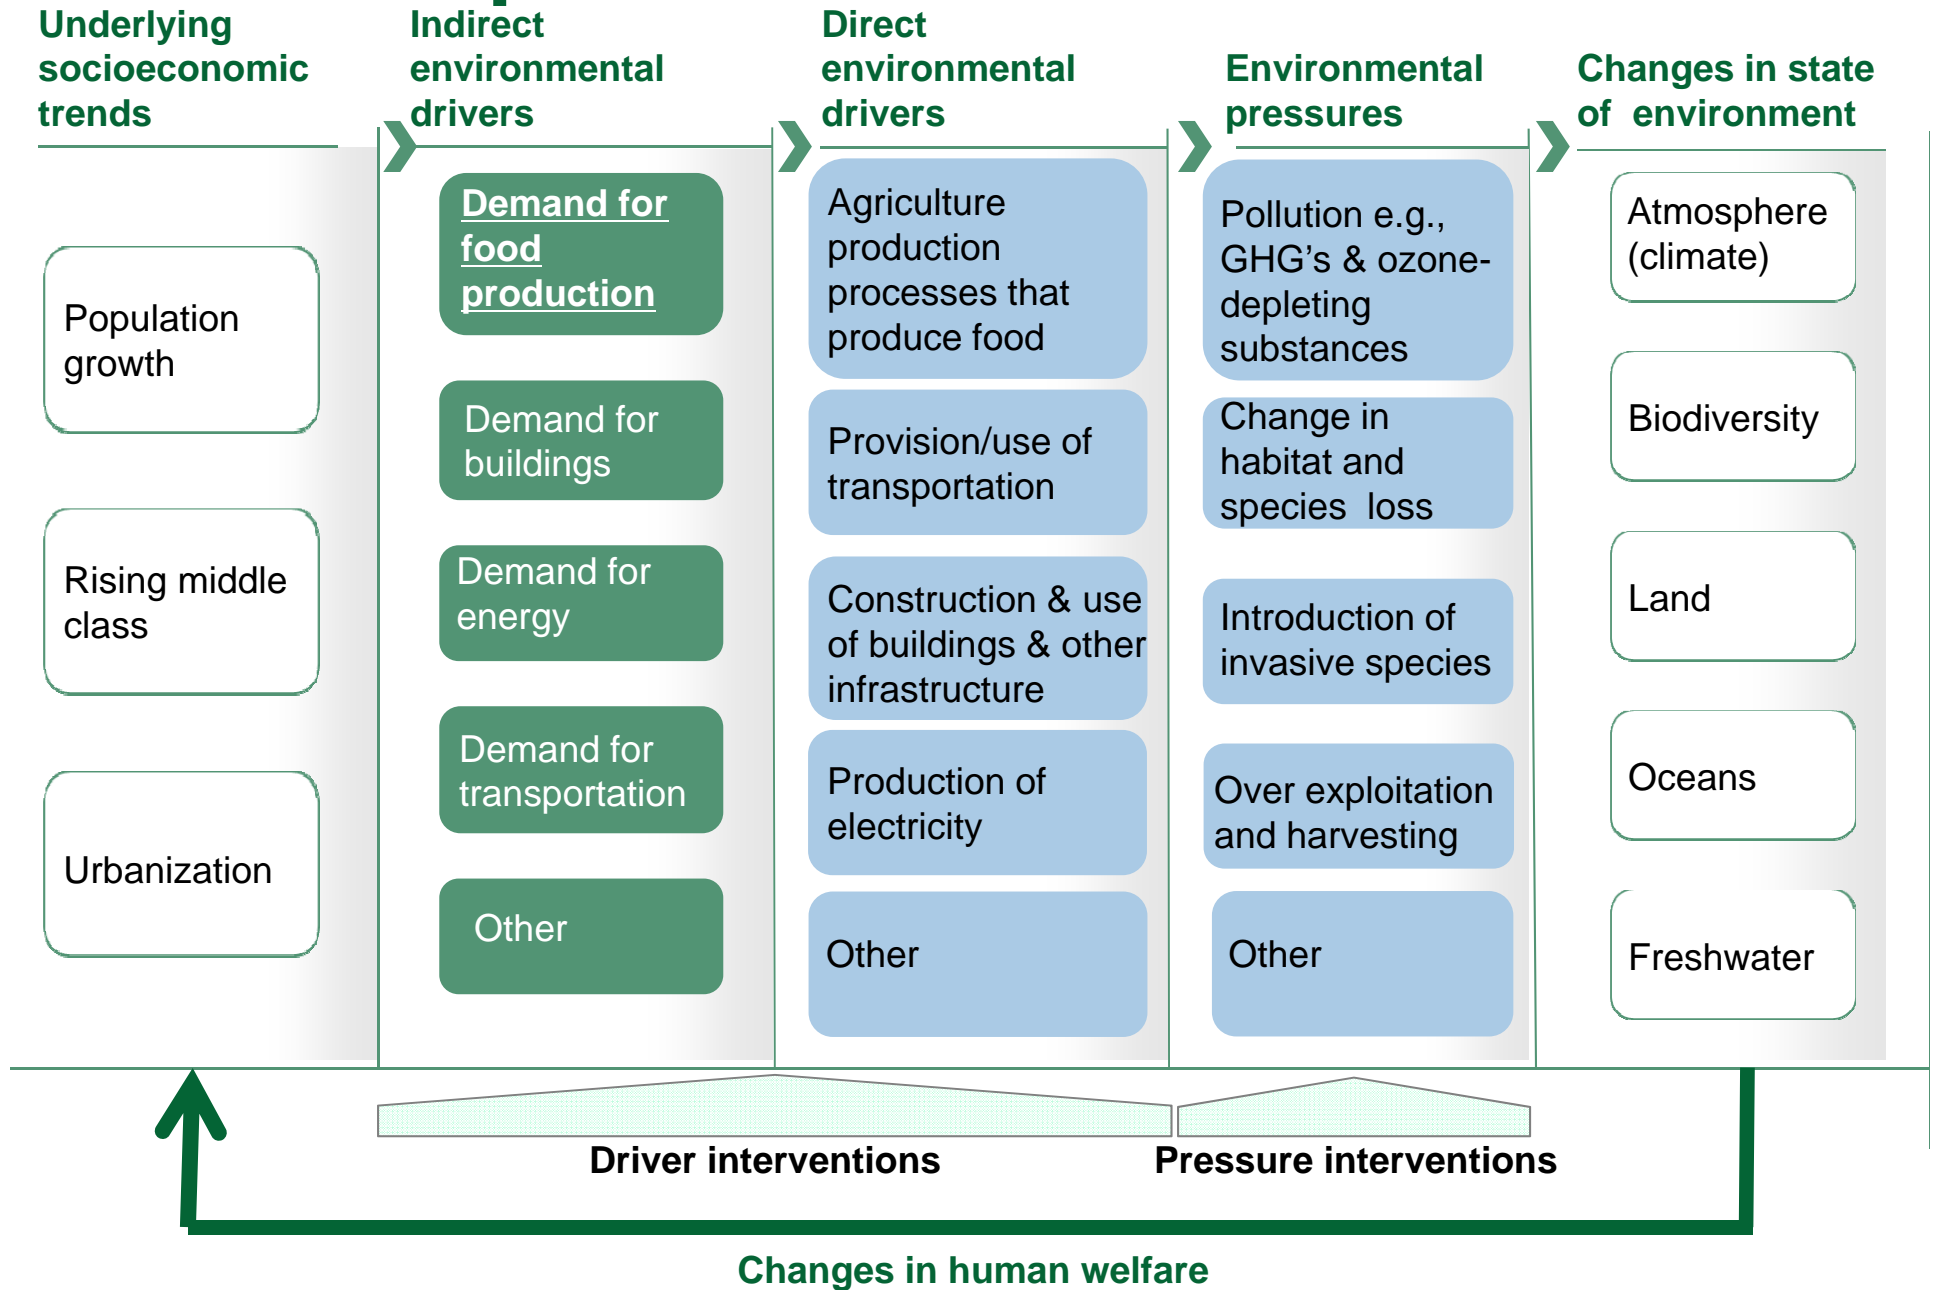 Underlying
socioeconomic
trends
Indirect
environmental
drivers
Direct
environmental
drivers
Environmental
pressures
Changes in state
of  environment
Population
growth
Rising middle
class
Urbanization
Demand for
food
production
Demand for
buildings
Demand for
energy
Demand for
transportation
Other
Agriculture
production
processes that
produce food
Provision/use of
transportation
Construction & use
of buildings & other
infrastructure
Production of
electricity
Other
Pollution e.g.,
GHG’s & ozone-
depleting
substances
Change in
habitat and
species  loss
Introduction of
invasive species
Over exploitation
and harvesting
Other
Atmosphere
(climate)
Biodiversity
Land
Oceans
Freshwater
Driver interventions
Pressure interventions
Changes in human welfare